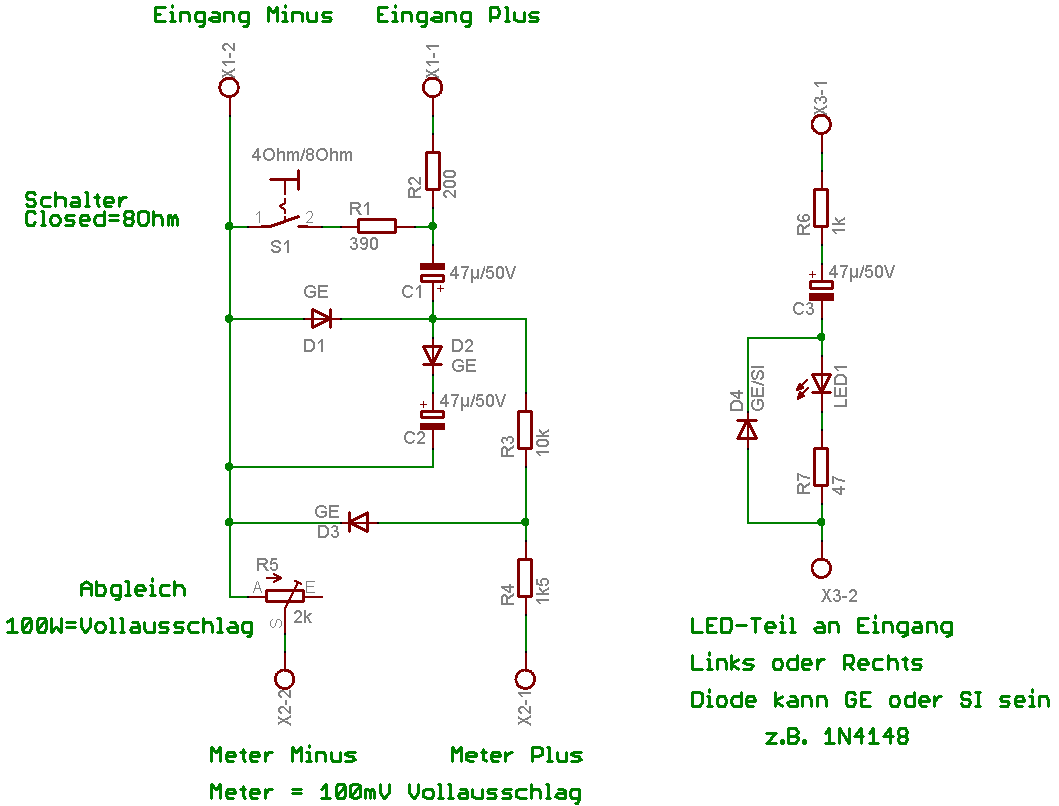 Eingang Minus
Eingang Plus
X1-2
X1-1
X3-1
4Ohm/8Ohm
R2
200
Schalter
Closed=8Ohm
1
2
S1
R1
390
R6
1k
47µ/50V
C1
+
47µ/50V
C3
+
GE
D1
D2
GE
D4
GE/SI
LED1
47µ/50V
C2
+
R3
10k
R7
47
GE
D3
R5
A
E
S
2k
R4
1k5
Abgleich
100W=Vollausschlag
X3-2
LED-Teil an Eingang
Links oder Rechts
Diode kann GE oder SI sein
z.B. 1N4148
X2-2
X2-1
Meter Minus
Meter Plus
Meter = 100mV Vollausschlag